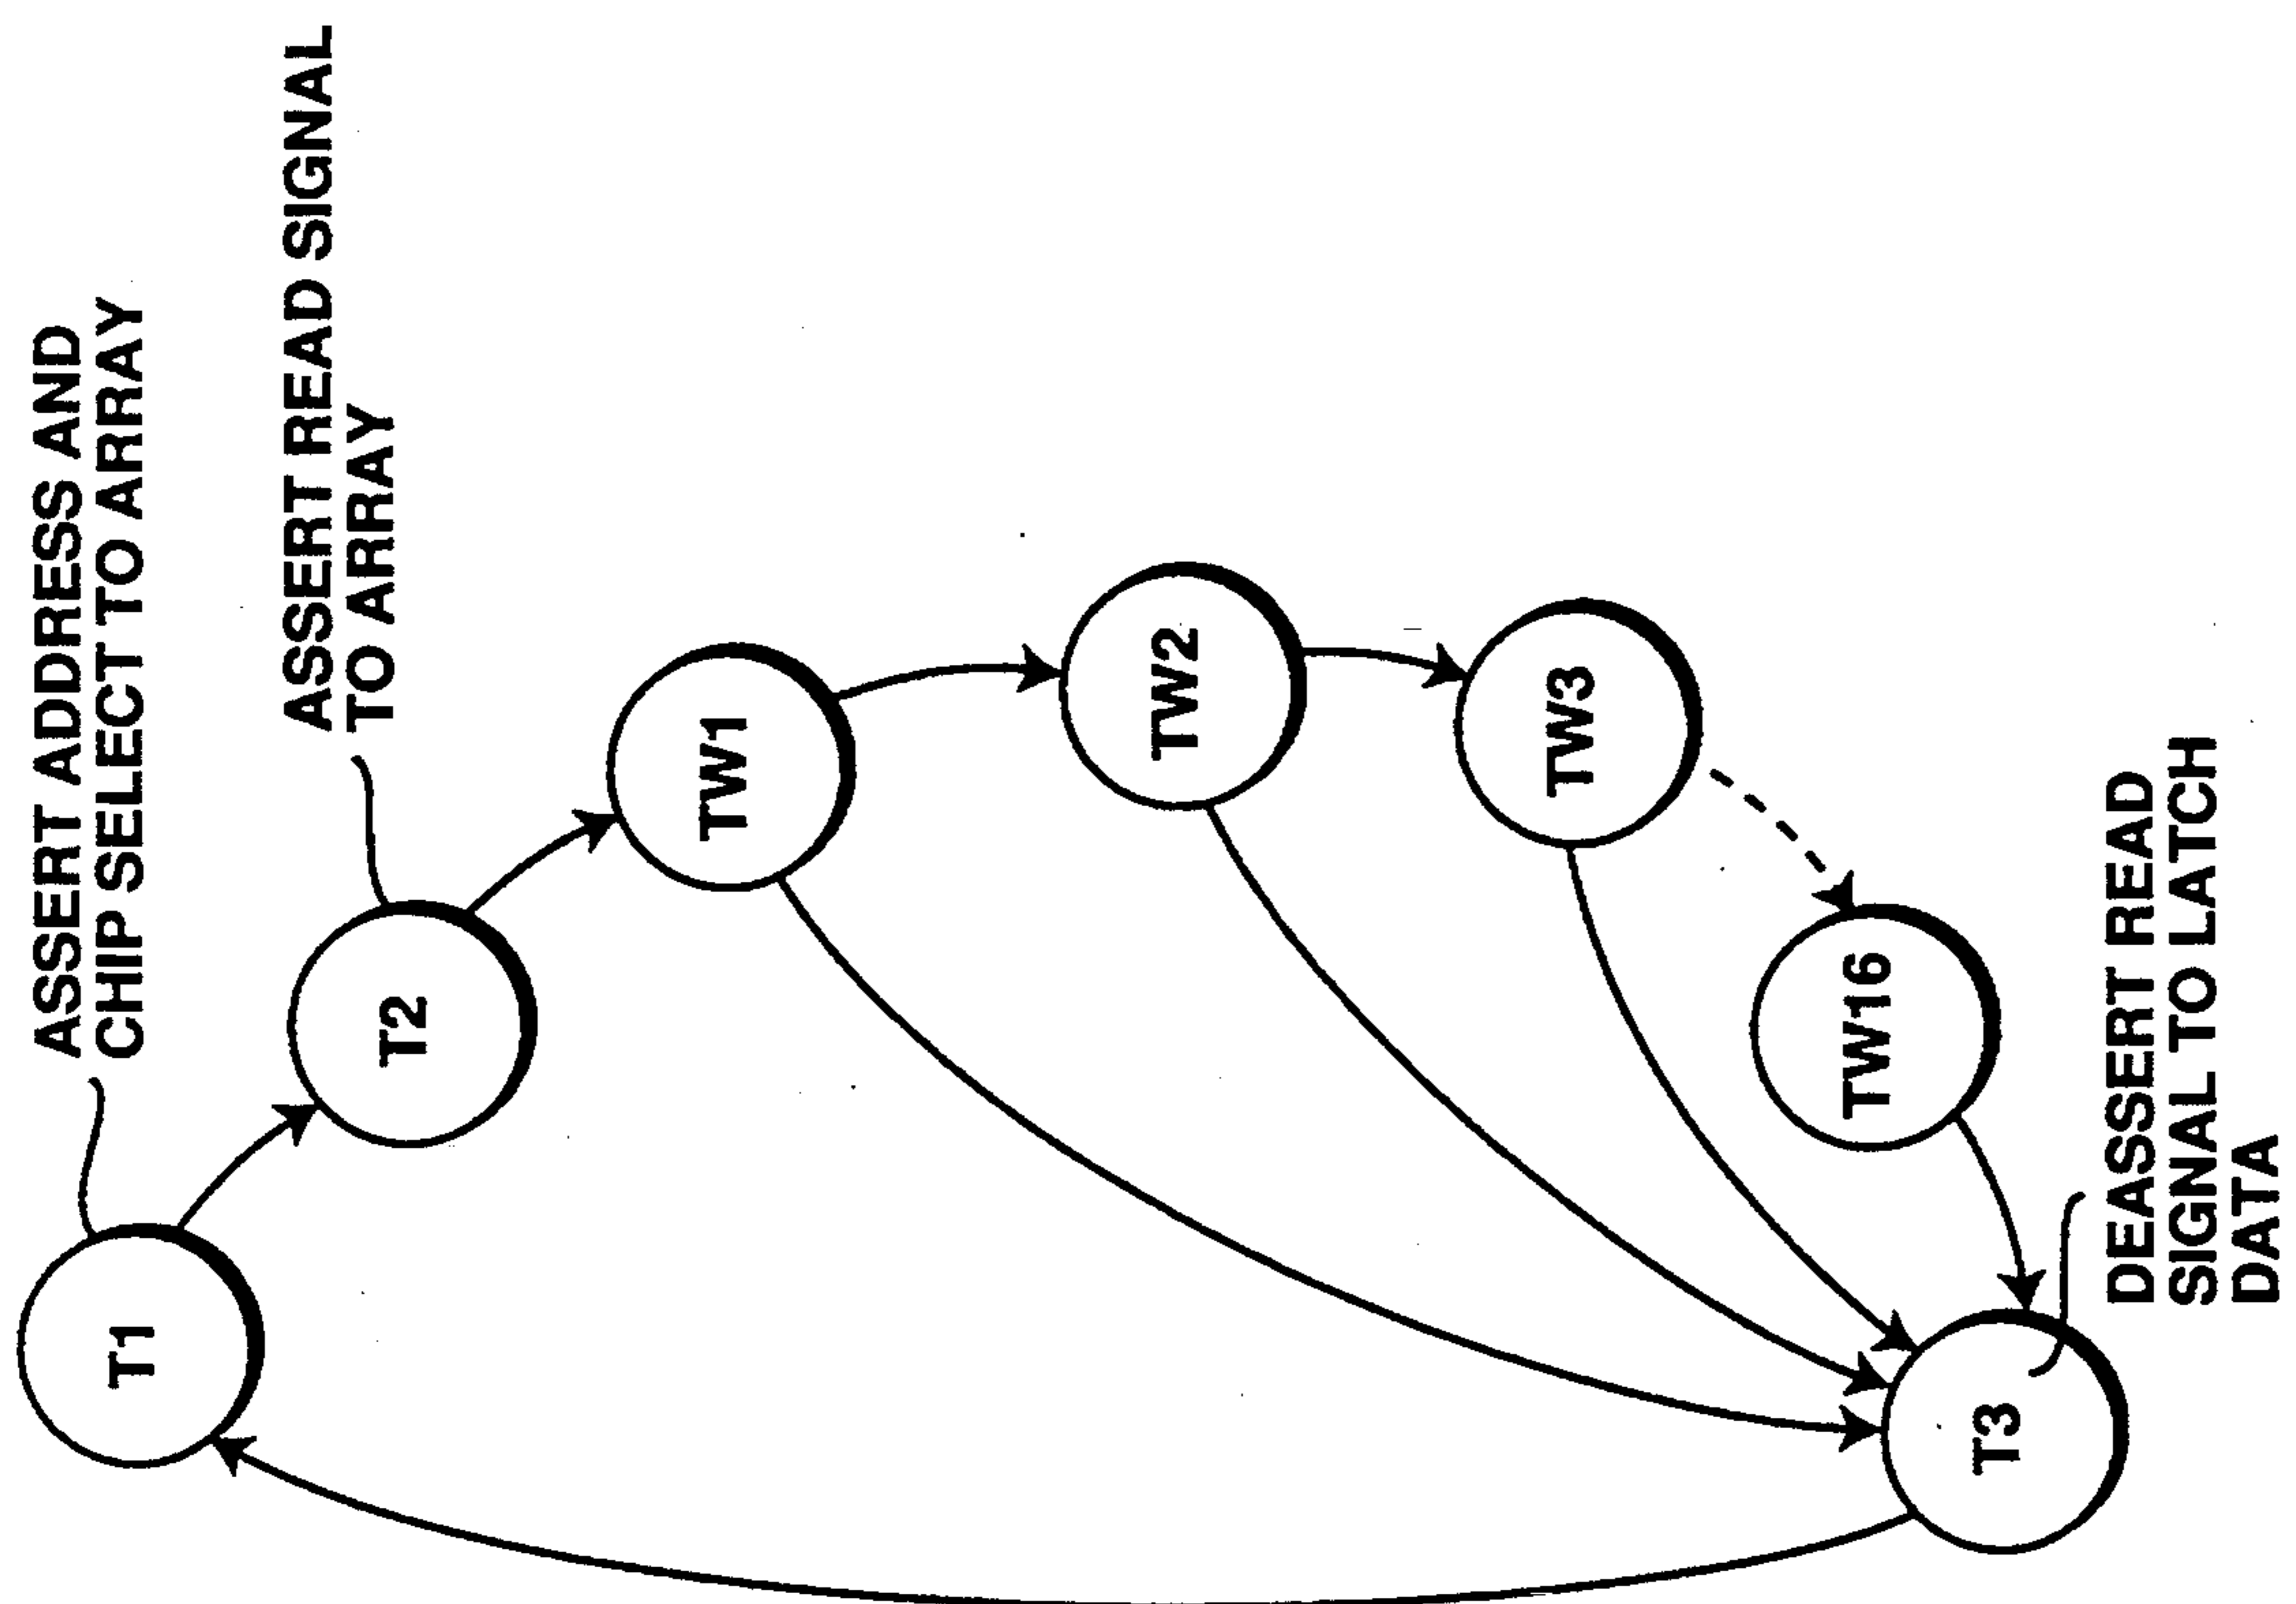 ASSERT ADDRESS AND
CHIP SELECT TO ARRAY
ASSERT READ SIGNAL
TO ARRAY
T1
T2
TW1
TW2
TW3
TW16
T3
DEASSERT READ
SIGNAL TO LATCH
DATA